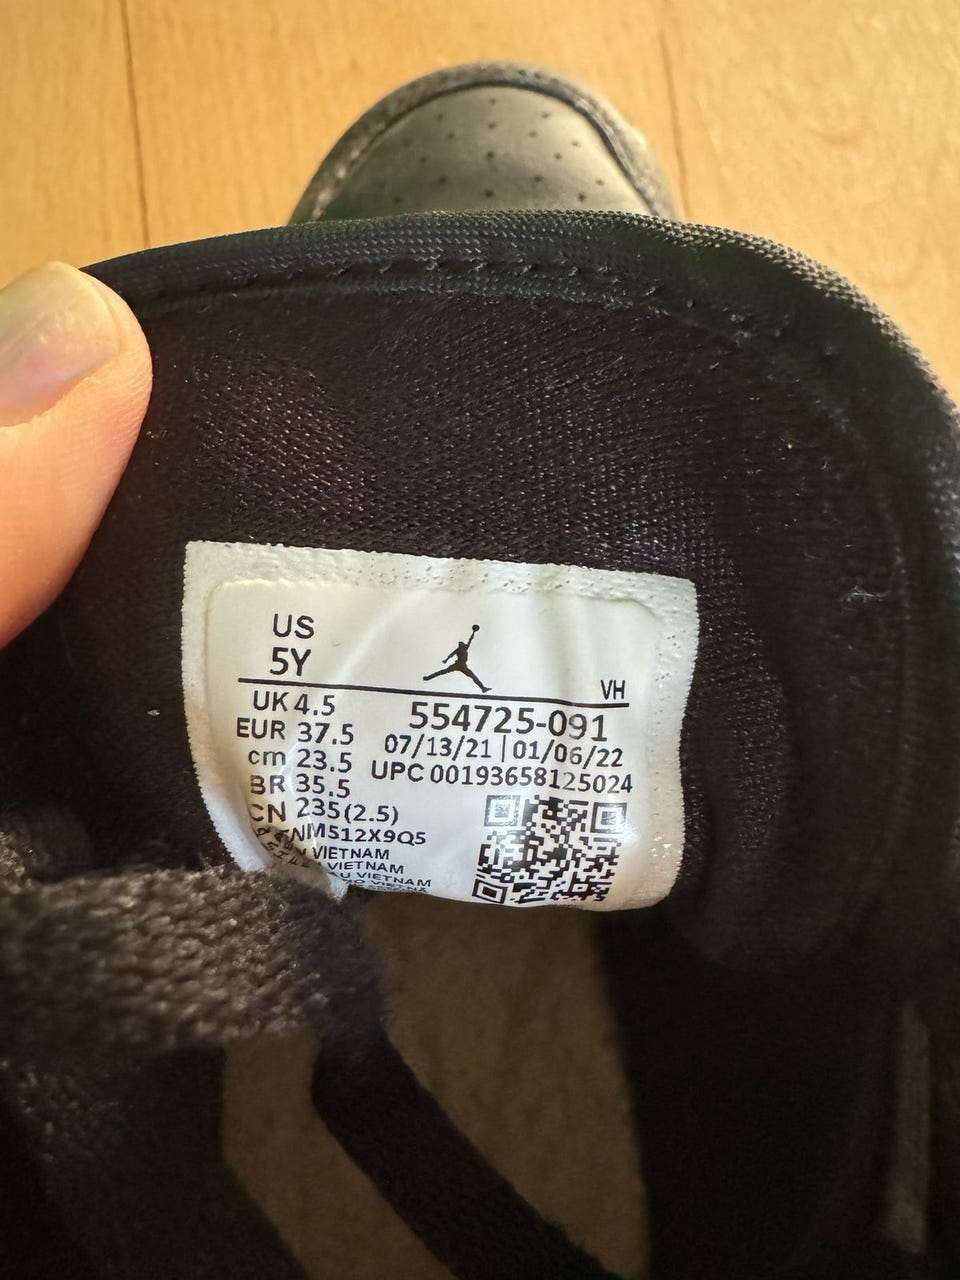 US
5Y
VH
UK 4.5
EUR 37.5
cm 23.5
BR 35.5
CN 235(2.5)
554725-091
07/13/21 | 01/06/22
UPC 00193658125024
NM512X9Q5
VIETNAM
VIETNAM
VIETNAM